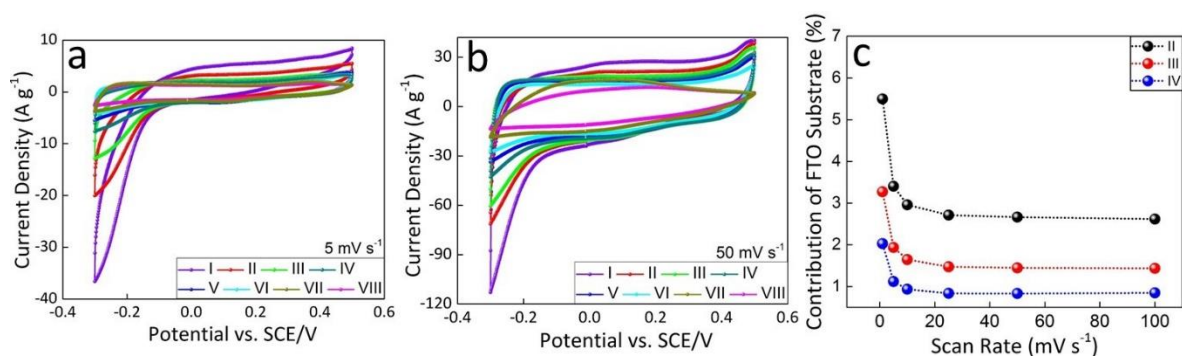 a
10
0
-10
-20
-30
-40
Current Density (A g⁻¹)
5 mV s⁻¹
I II III IV
V VI VII VIII
-0.4 -0.2 0.0 0.2 0.4 0.6
Potential vs. SCE/V
b
30
0
-30
-60
-90
-120
Current Density (A g⁻¹)
50 mV s⁻¹
I II III IV
V VI VII VIII
-0.4 -0.2 0.0 0.2 0.4 0.6
Potential vs. SCE/V
c
II
III
IV
7
6
5
4
3
2
1
Contribution of FTO Substrate (%)
0 20 40 60 80 100
Scan Rate (mV s⁻¹)